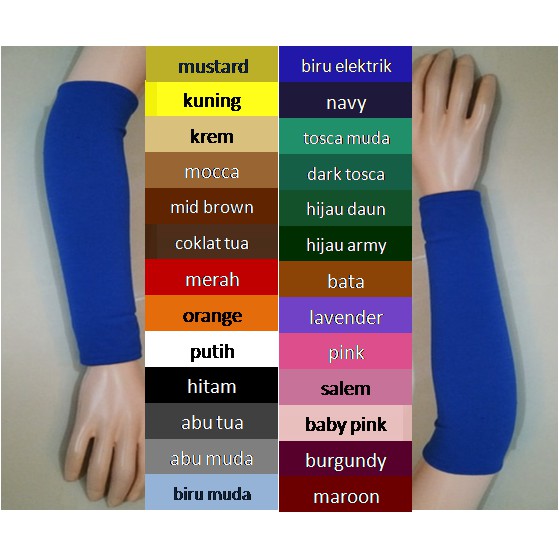 mustard
kuning
krem
mocca
mid brown
coklat tua
merah
orange
putih
hitam
abu tua
abu muda
biru muda
biru elektrik
navy
tosca muda
dark tosca
hijau daun
hijau army
bata
lavender
pink
salem
baby pink
burgundy
maroon